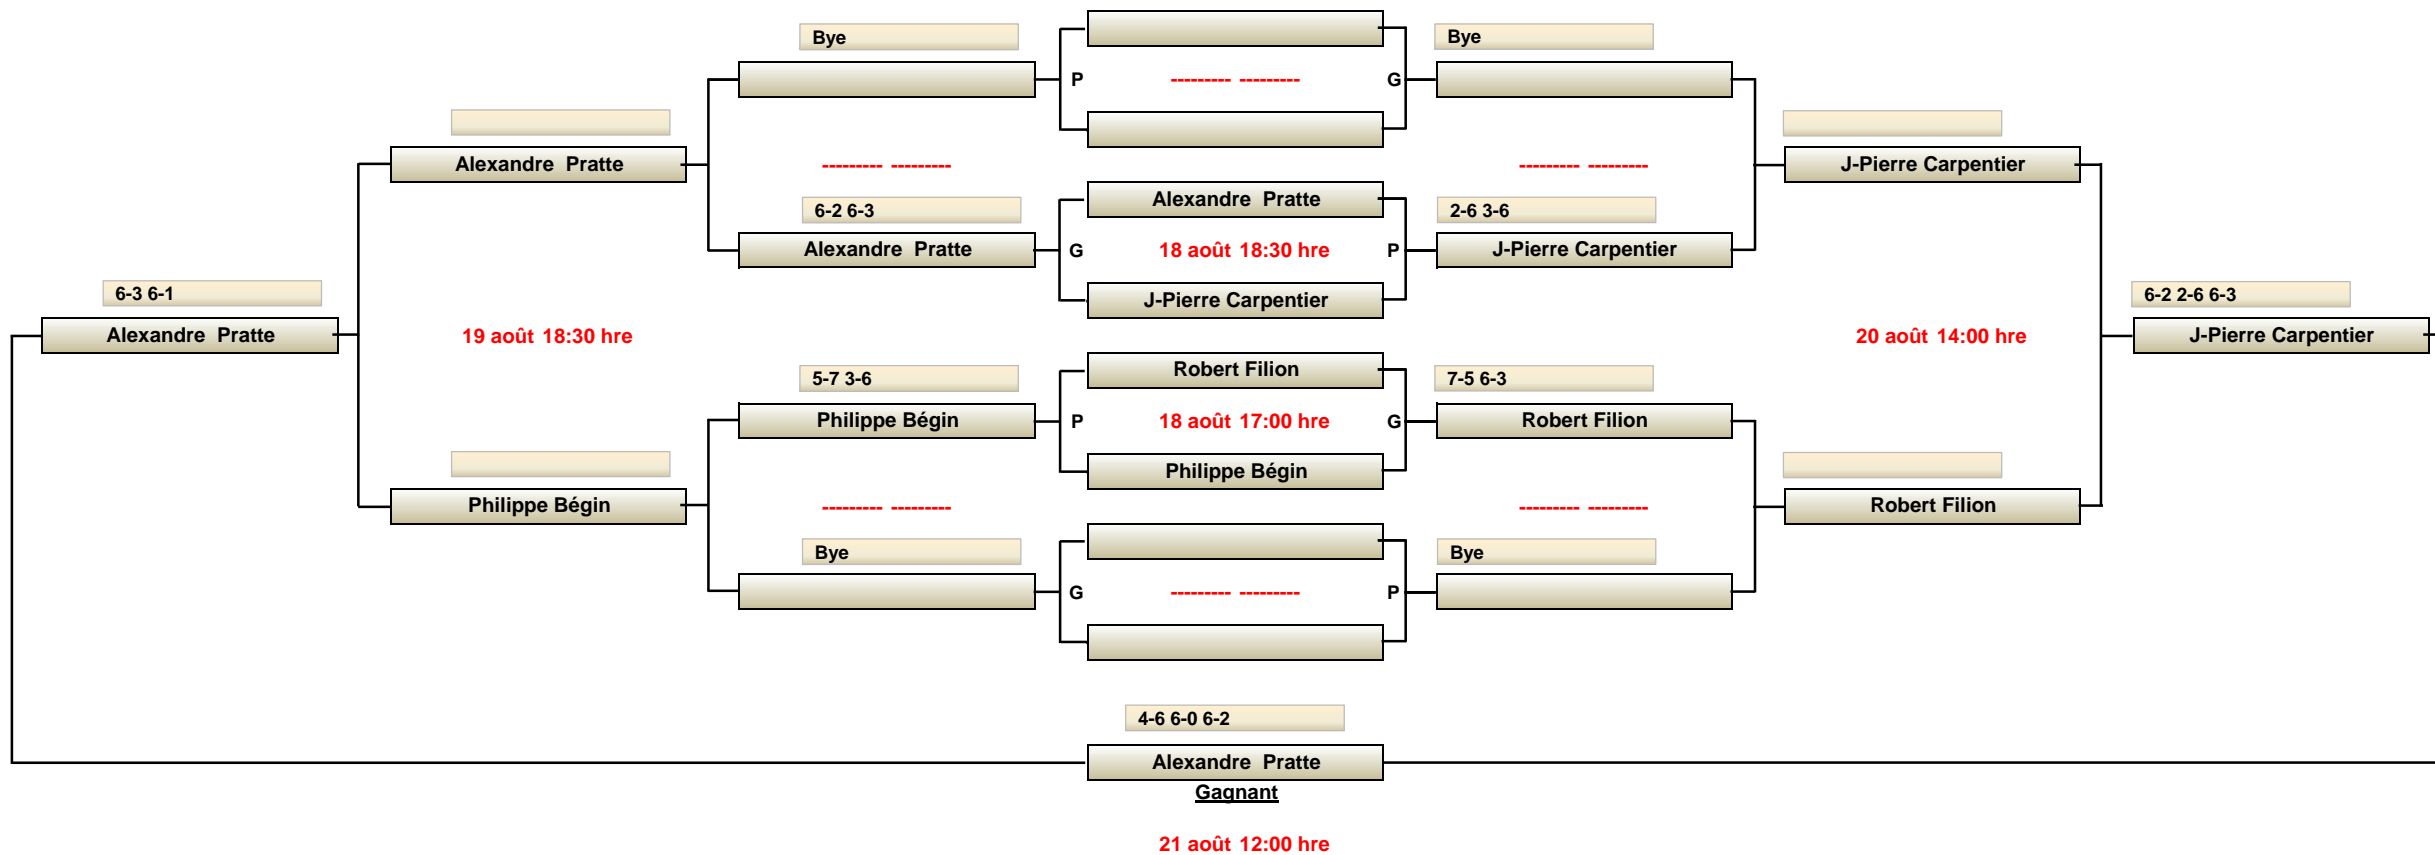 Bye
Bye
P
--------- ---------
G
Alexandre  Pratte
--------- ---------
--------- ---------
J-Pierre Carpentier
Alexandre  Pratte
6-2 6-3
2-6 3-6
Alexandre  Pratte
G
18 août 18:30 hre
P
J-Pierre Carpentier
6-3 6-1
J-Pierre Carpentier
6-2 2-6 6-3
Alexandre  Pratte
19 août 18:30 hre
20 août 14:00 hre
J-Pierre Carpentier
Robert Filion
5-7 3-6
7-5 6-3
Philippe Bégin
P
18 août 17:00 hre
G
Robert Filion
Philippe Bégin
Philippe Bégin
Robert Filion
--------- ---------
--------- ---------
Bye
Bye
G
--------- ---------
P
4-6 6-0 6-2
Alexandre  Pratte
Gagnant
21 août 12:00 hre